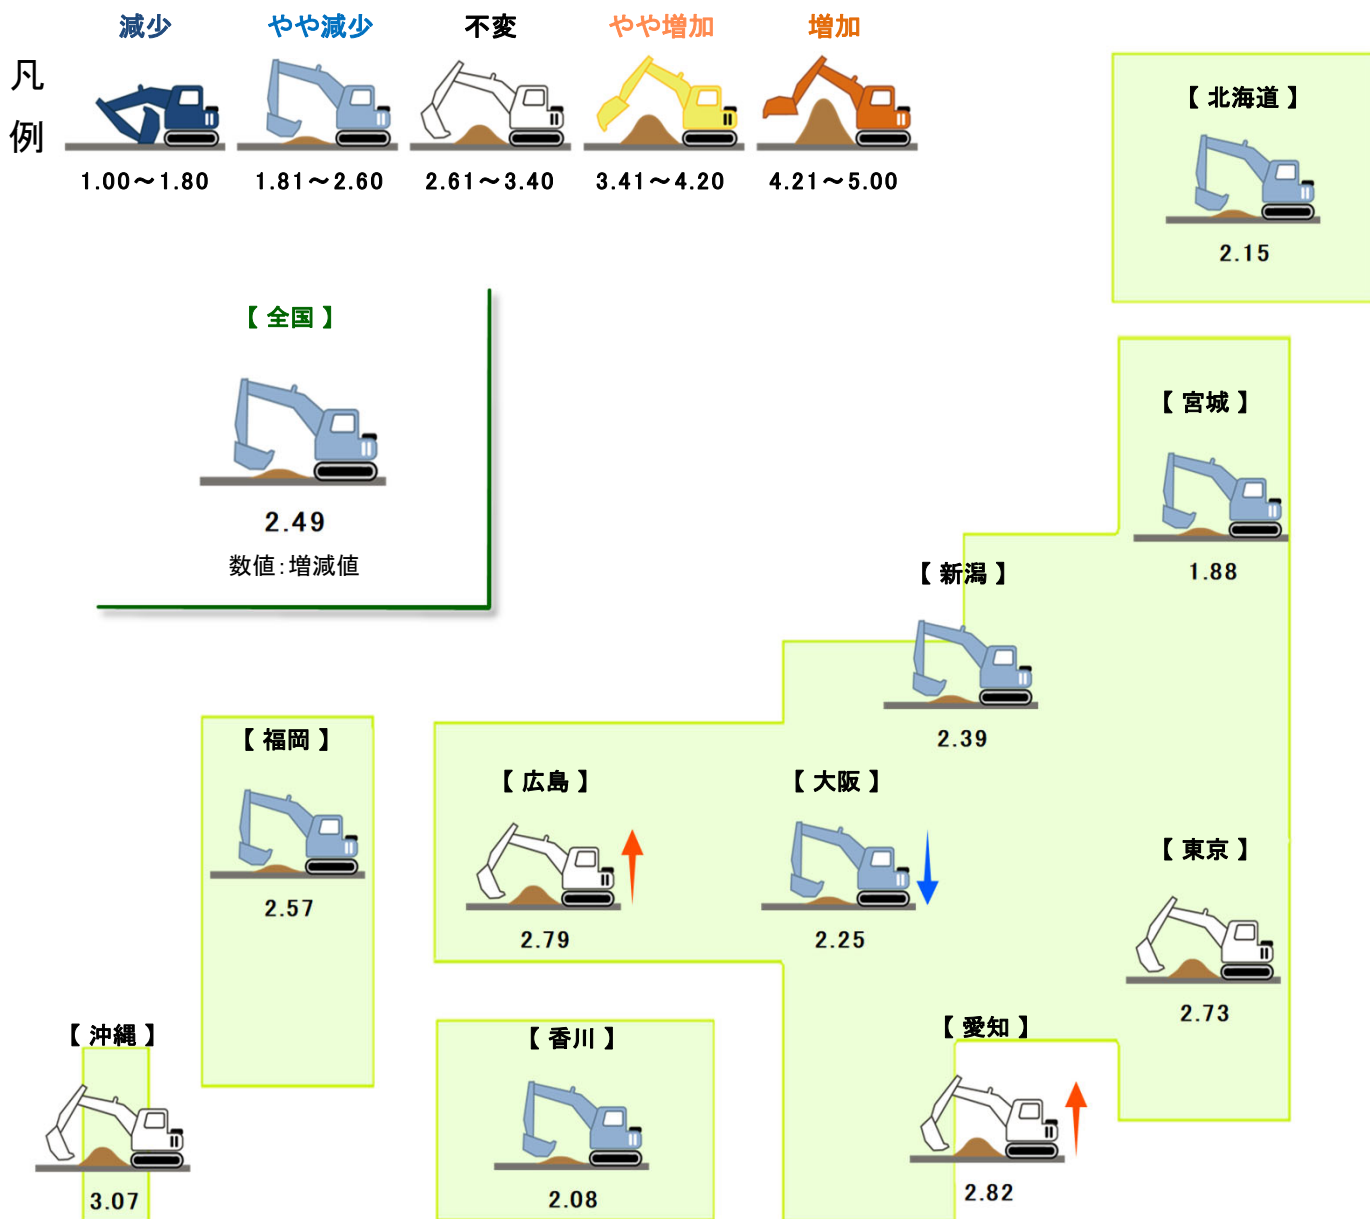 減少 やや減少 不変 やや増加 増加
凡
例
1.00～1.80 1.81～2.60 2.61～3.40 3.41～4.20 4.21～5.00
【 北海道 】
2.15
【 全国 】
2.49
数値：増減値
【 宮城 】
1.88
【 新潟 】
2.39
【 福岡 】
2.57
【 広島 】
2.79
【 大阪 】
2.25
【 東京 】
2.73
【 沖縄 】
3.07
【 香川 】
2.08
【 愛知 】
2.82